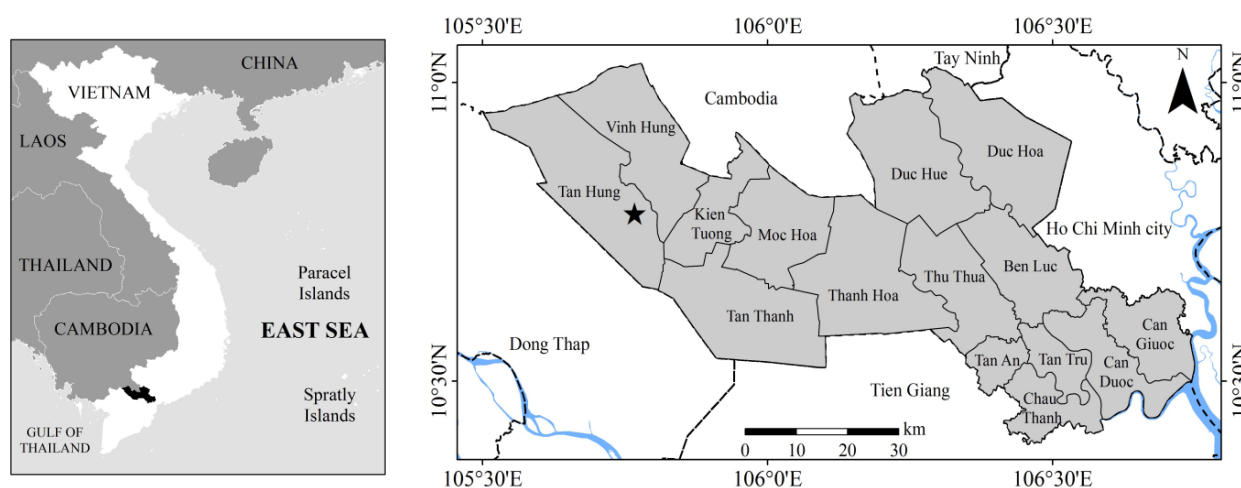 CHINA
VIETNAM
LAOS
THAILAND
CAMBODIA
Paracel
Islands
EAST SEA
Spratly
Islands
GULF OF
THAILAND
105°30'E
106°0'E
106°30'E
11°0'N
10°30'N
11°0'N
10°30'N
105°30'E
106°0'E
106°30'E
N
Tay Ninh
Cambodia
Vinh Hung
Duc Hoa
Duc Hue
Tan Hung
Kien
Tuong
Moc Hoa
Ho Chi Minh city
Ben Luc
Thu Thua
Thanh Hoa
Tan Thanh
Can
Giuoc
Dong Thap
Tan An
Tan Tru
Can
Duoc
Tien Giang
Chau
Thanh
km
0
10
20
30